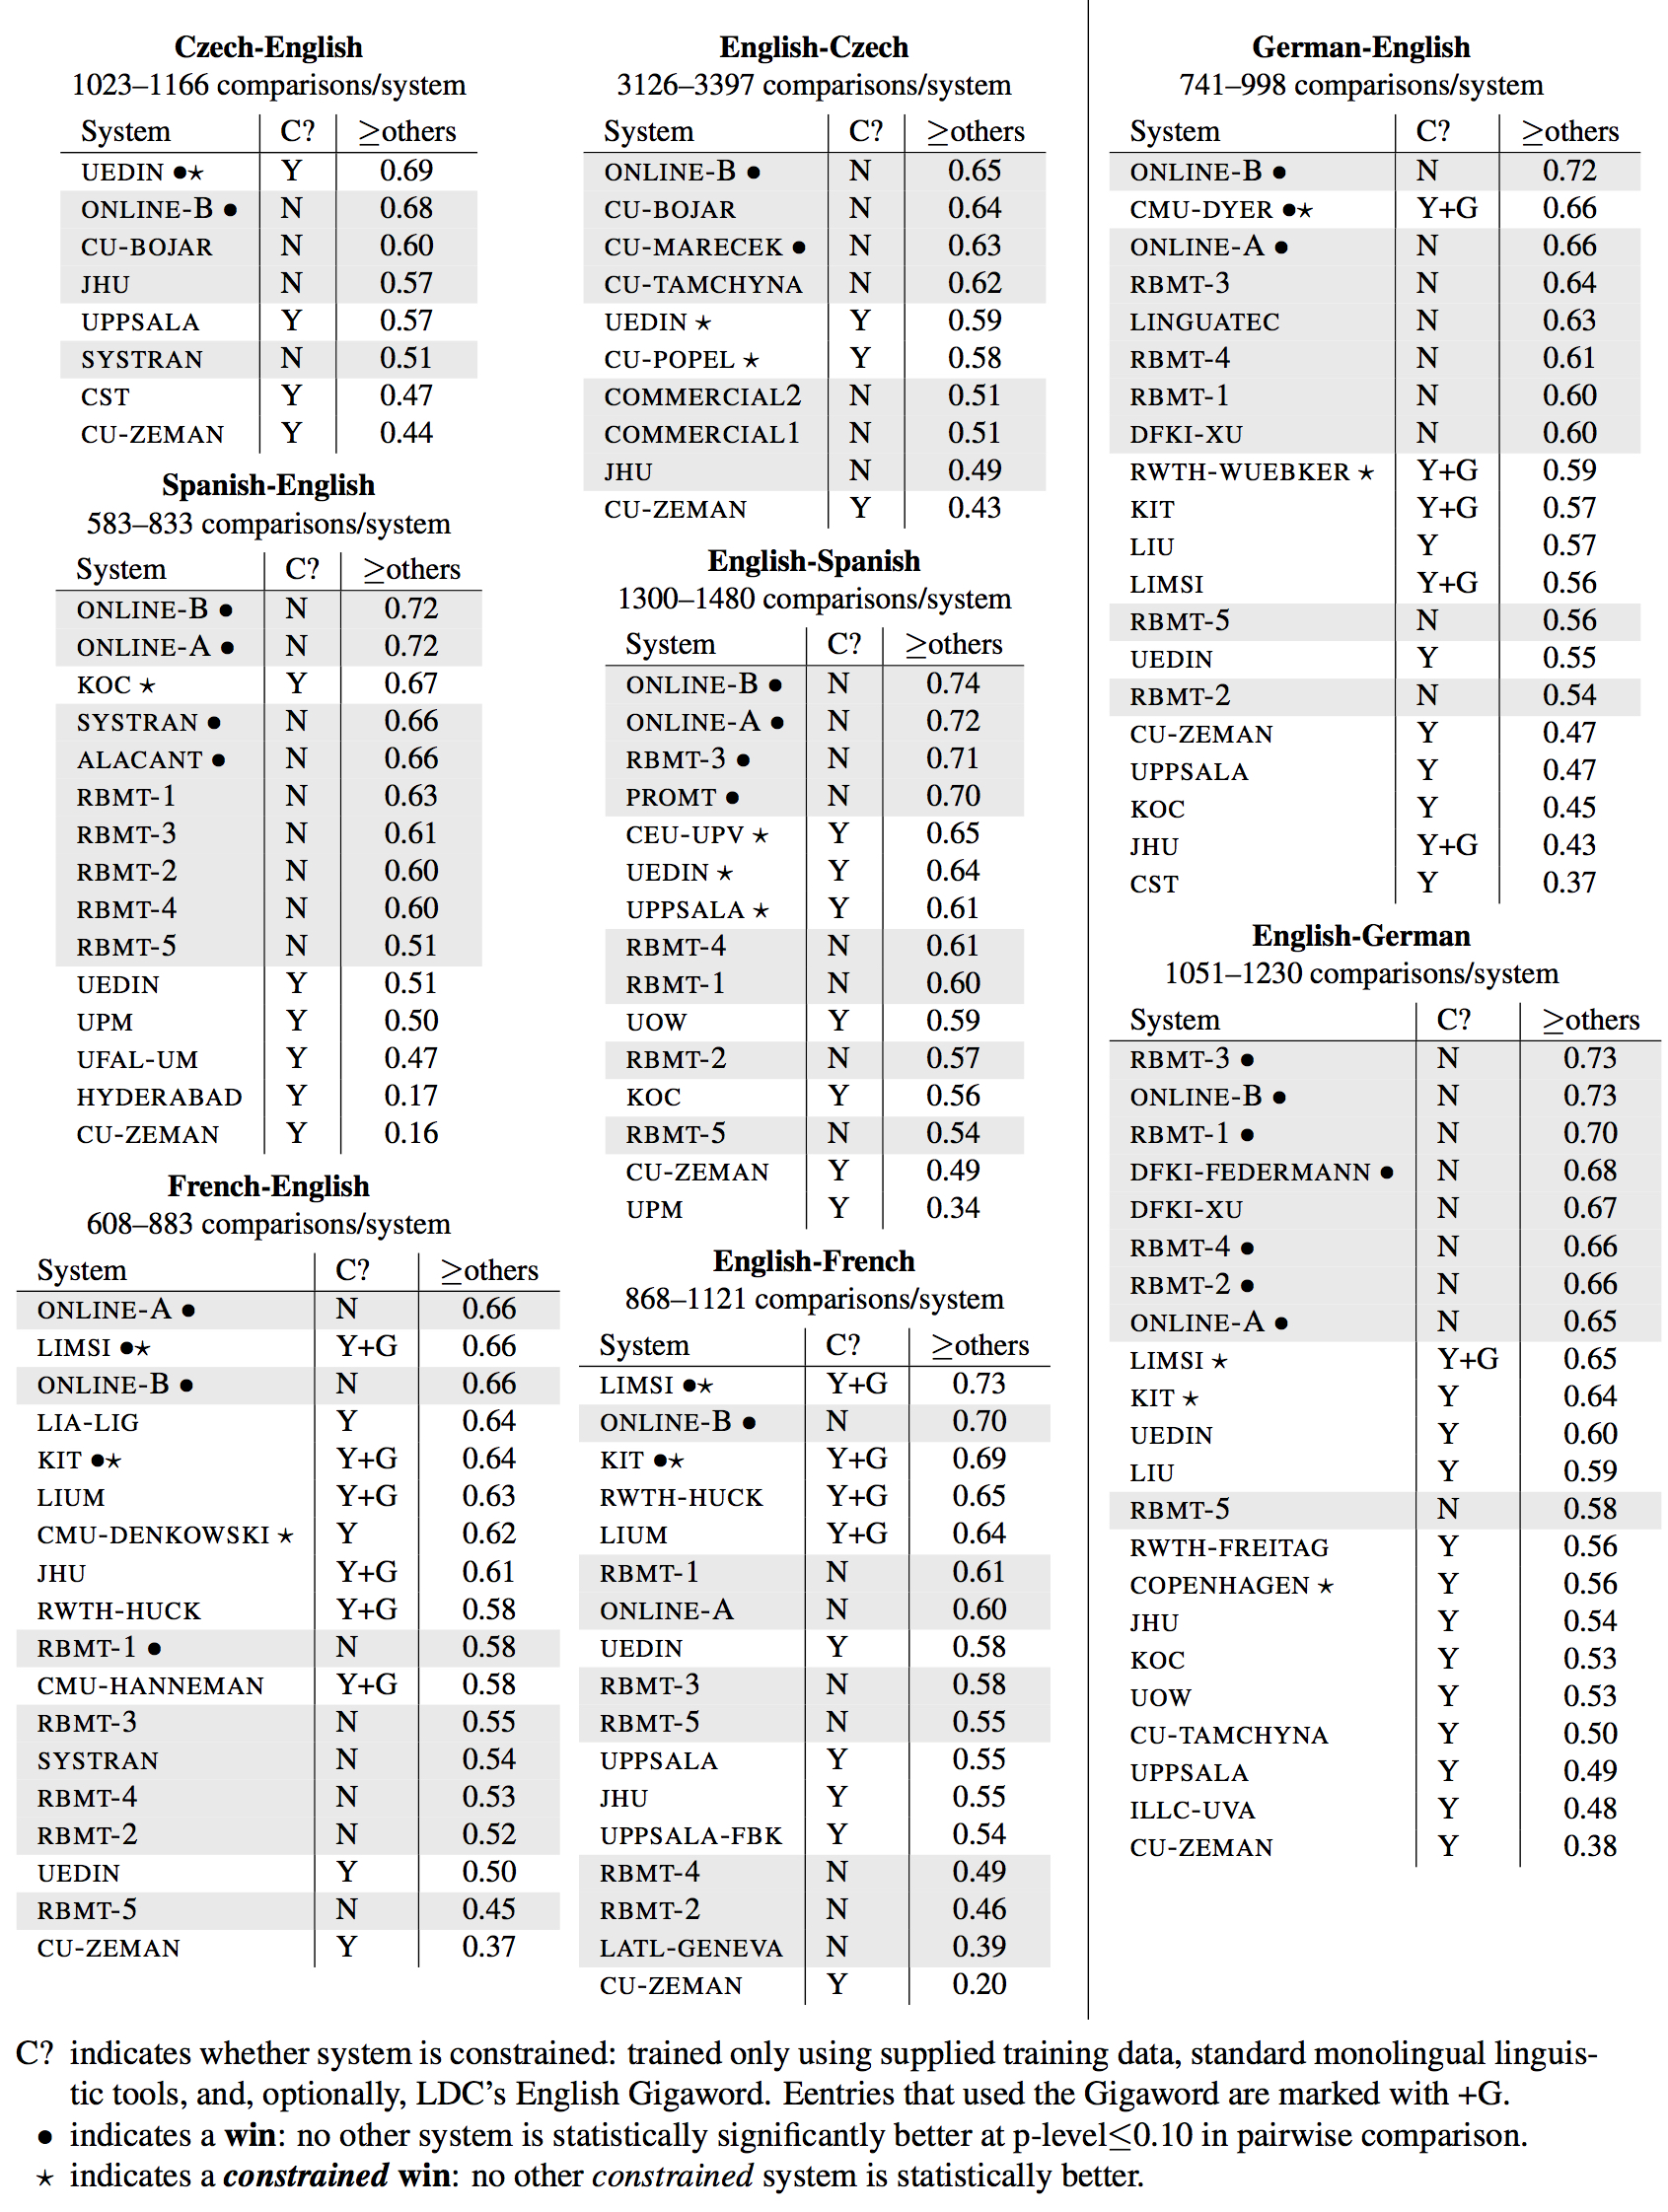 Czech-English
1023–1166 comparisons/system
System C? ≥others
UEDIN ●⋆ Y 0.69
ONLINE-B ● N 0.68
CU-BOJAR N 0.60
JHU N 0.57
UPPSALA Y 0.57
SYSTRAN N 0.51
CST Y 0.47
CU-ZEMAN Y 0.44
Spanish-English
583–833 comparisons/system
System C? ≥others
ONLINE-B ● N 0.72
ONLINE-A ● N 0.72
KOC ⋆ Y 0.67
SYSTRAN ● N 0.66
ALACANT ● N 0.66
RBMT-1 N 0.63
RBMT-3 N 0.61
RBMT-2 N 0.60
RBMT-4 N 0.60
RBMT-5 N 0.51
UEDIN Y 0.51
UPM Y 0.50
UFAL-UM Y 0.47
HYDERABAD Y 0.17
CU-ZEMAN Y 0.16
French-English
608–883 comparisons/system
System C? ≥others
ONLINE-A ● N 0.66
LIMSI ●⋆ Y+G 0.66
ONLINE-B ● N 0.66
LIA-LIG Y 0.64
KIT ●⋆ Y+G 0.64
LIUM Y+G 0.63
CMU-DENKOWSKI ⋆ Y 0.62
JHU Y+G 0.61
RWTH-HUCK Y+G 0.58
RBMT-1 ● N 0.58
CMU-HANNEMAN Y+G 0.58
RBMT-3 N 0.55
SYSTRAN N 0.54
RBMT-4 N 0.53
RBMT-2 N 0.52
UEDIN Y 0.50
RBMT-5 N 0.45
CU-ZEMAN Y 0.37
English-Czech
3126–3397 comparisons/system
System C? ≥others
ONLINE-B ● N 0.65
CU-BOJAR N 0.64
CU-MARECEK ● N 0.63
CU-TAMCHYNA N 0.62
UEDIN ⋆ Y 0.59
CU-POPEL ⋆ Y 0.58
COMMERCIAL2 N 0.51
COMMERCIAL1 N 0.51
JHU N 0.49
CU-ZEMAN Y 0.43
English-Spanish
1300–1480 comparisons/system
System C? ≥others
ONLINE-B ● N 0.74
ONLINE-A ● N 0.72
RBMT-3 ● N 0.71
PROMT ● N 0.70
CEU-UPV ⋆ Y 0.65
UEDIN ⋆ Y 0.64
UPPSALA ⋆ Y 0.61
RBMT-4 N 0.61
RBMT-1 N 0.60
UOW Y 0.59
RBMT-2 N 0.57
KOC Y 0.56
RBMT-5 N 0.54
CU-ZEMAN Y 0.49
UPM Y 0.34
English-French
868–1121 comparisons/system
System C? ≥others
LIMSI ●⋆ Y+G 0.73
ONLINE-B ● N 0.70
KIT ●⋆ Y+G 0.69
RWTH-HUCK Y+G 0.65
LIUM Y+G 0.64
RBMT-1 N 0.61
ONLINE-A N 0.60
UEDIN Y 0.58
RBMT-3 N 0.58
RBMT-5 N 0.55
UPPSALA Y 0.55
JHU Y 0.55
UPPSALA-FBK Y 0.54
RBMT-4 N 0.49
RBMT-2 N 0.46
LATL-GENEVA N 0.39
CU-ZEMAN Y 0.20
German-English
741–998 comparisons/system
System C? ≥others
ONLINE-B ● N 0.72
CMU-DYER ●⋆ Y+G 0.66
ONLINE-A ● N 0.66
RBMT-3 N 0.64
LINGUATEC N 0.63
RBMT-4 N 0.61
RBMT-1 N 0.60
DFKI-XU N 0.60
RWTH-WUEBKER ⋆ Y+G 0.59
KIT Y+G 0.57
LIU Y 0.57
LIMSI Y+G 0.56
RBMT-5 N 0.56
UEDIN Y 0.55
RBMT-2 N 0.54
CU-ZEMAN Y 0.47
UPPSALA Y 0.47
KOC Y 0.45
JHU Y+G 0.43
CST Y 0.37
English-German
1051–1230 comparisons/system
System C? ≥others
RBMT-3 ● N 0.73
ONLINE-B ● N 0.73
RBMT-1 ● N 0.70
DFKI-FEDERMANN ● N 0.68
DFKI-XU N 0.67
RBMT-4 ● N 0.66
RBMT-2 ● N 0.66
ONLINE-A ● N 0.65
LIMSI ⋆ Y+G 0.65
KIT ⋆ Y 0.64
UEDIN Y 0.60
LIU Y 0.59
RBMT-5 N 0.58
RWTH-FREITAG Y 0.56
COPENHAGEN ⋆ Y 0.56
JHU Y 0.54
KOC Y 0.53
UOW Y 0.53
CU-TAMCHYNA Y 0.50
UPPSALA Y 0.49
ILLC-UVA Y 0.48
CU-ZEMAN Y 0.38
C? indicates whether system is constrained: trained only using supplied training data, standard monolingual linguis-
tic tools, and, optionally, LDC's English Gigaword. Eentries that used the Gigaword are marked with +G.
● indicates a win: no other system is statistically significantly better at p-level≤0.10 in pairwise comparison.
⋆ indicates a constrained win: no other constrained system is statistically better.